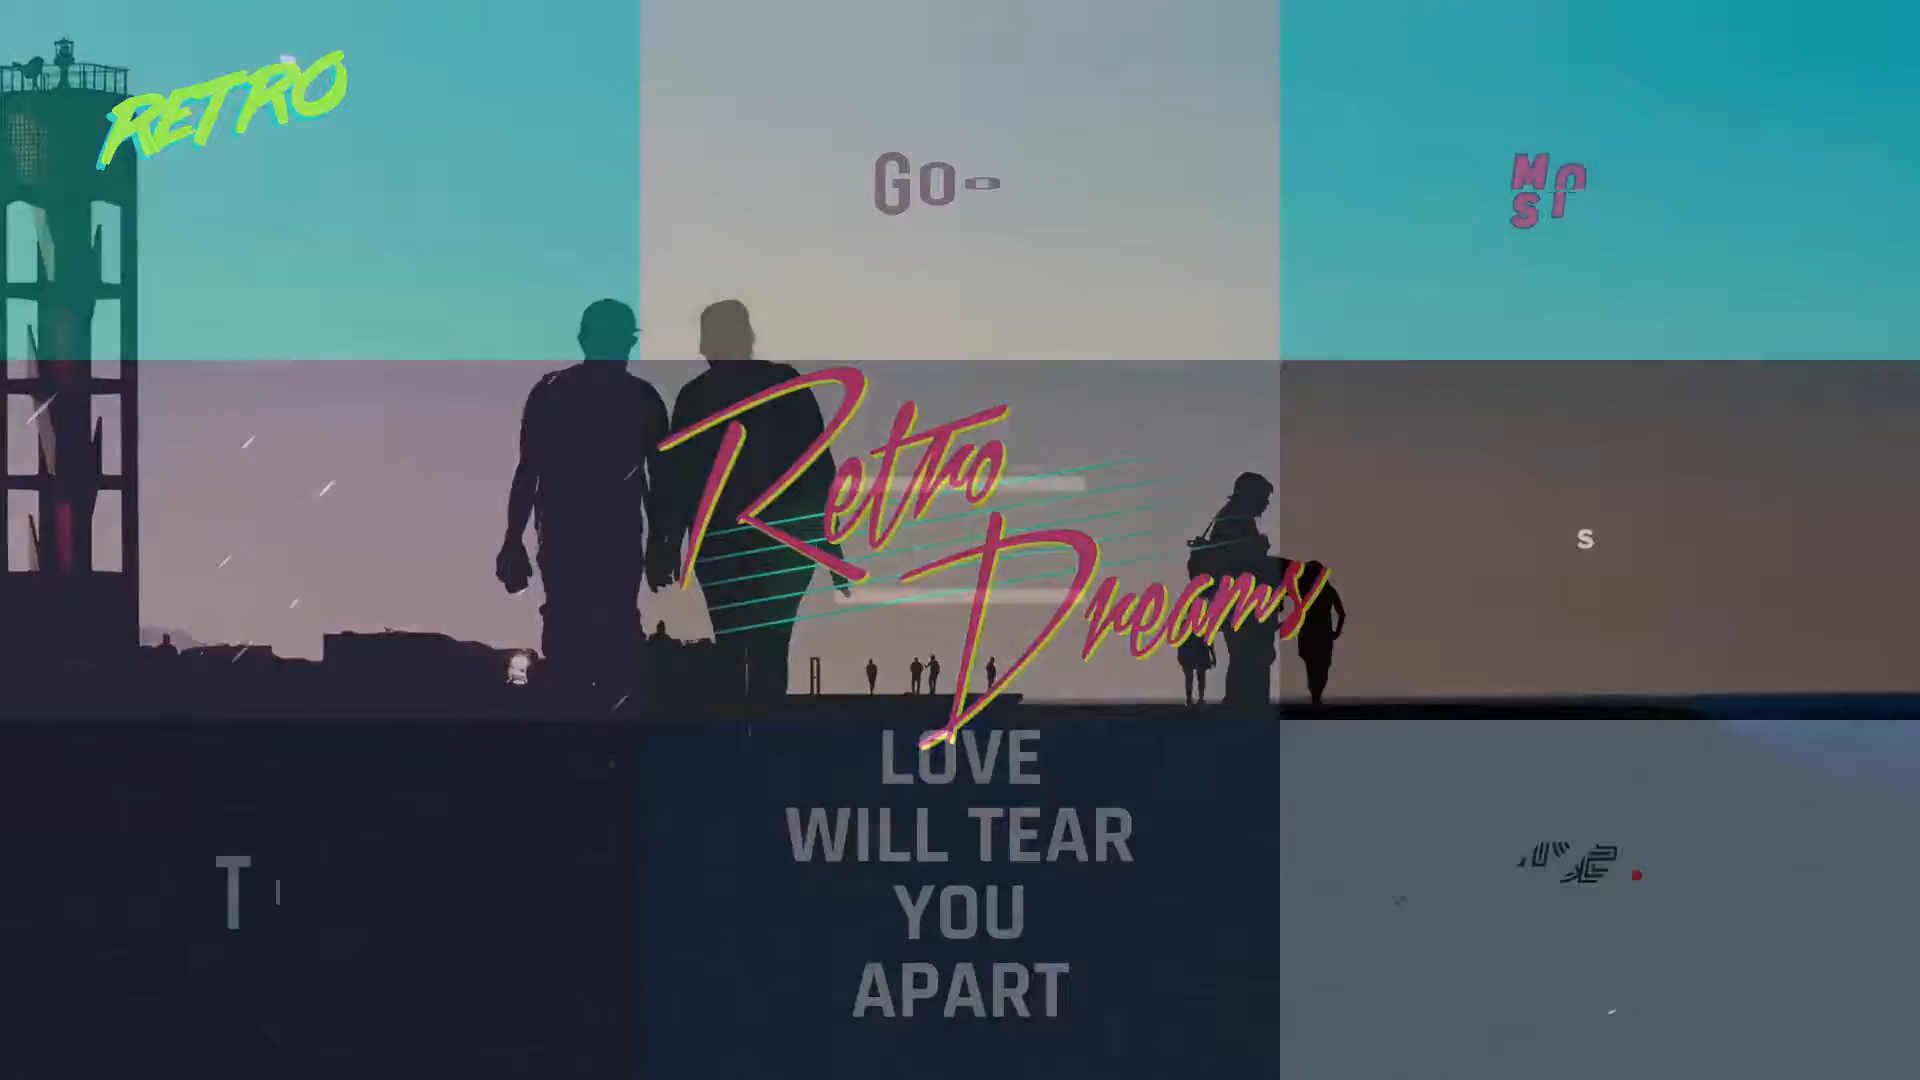 RETRO
Go
Retro
Dreams
S
T
LOVE
WILL TEAR
YOU
APART